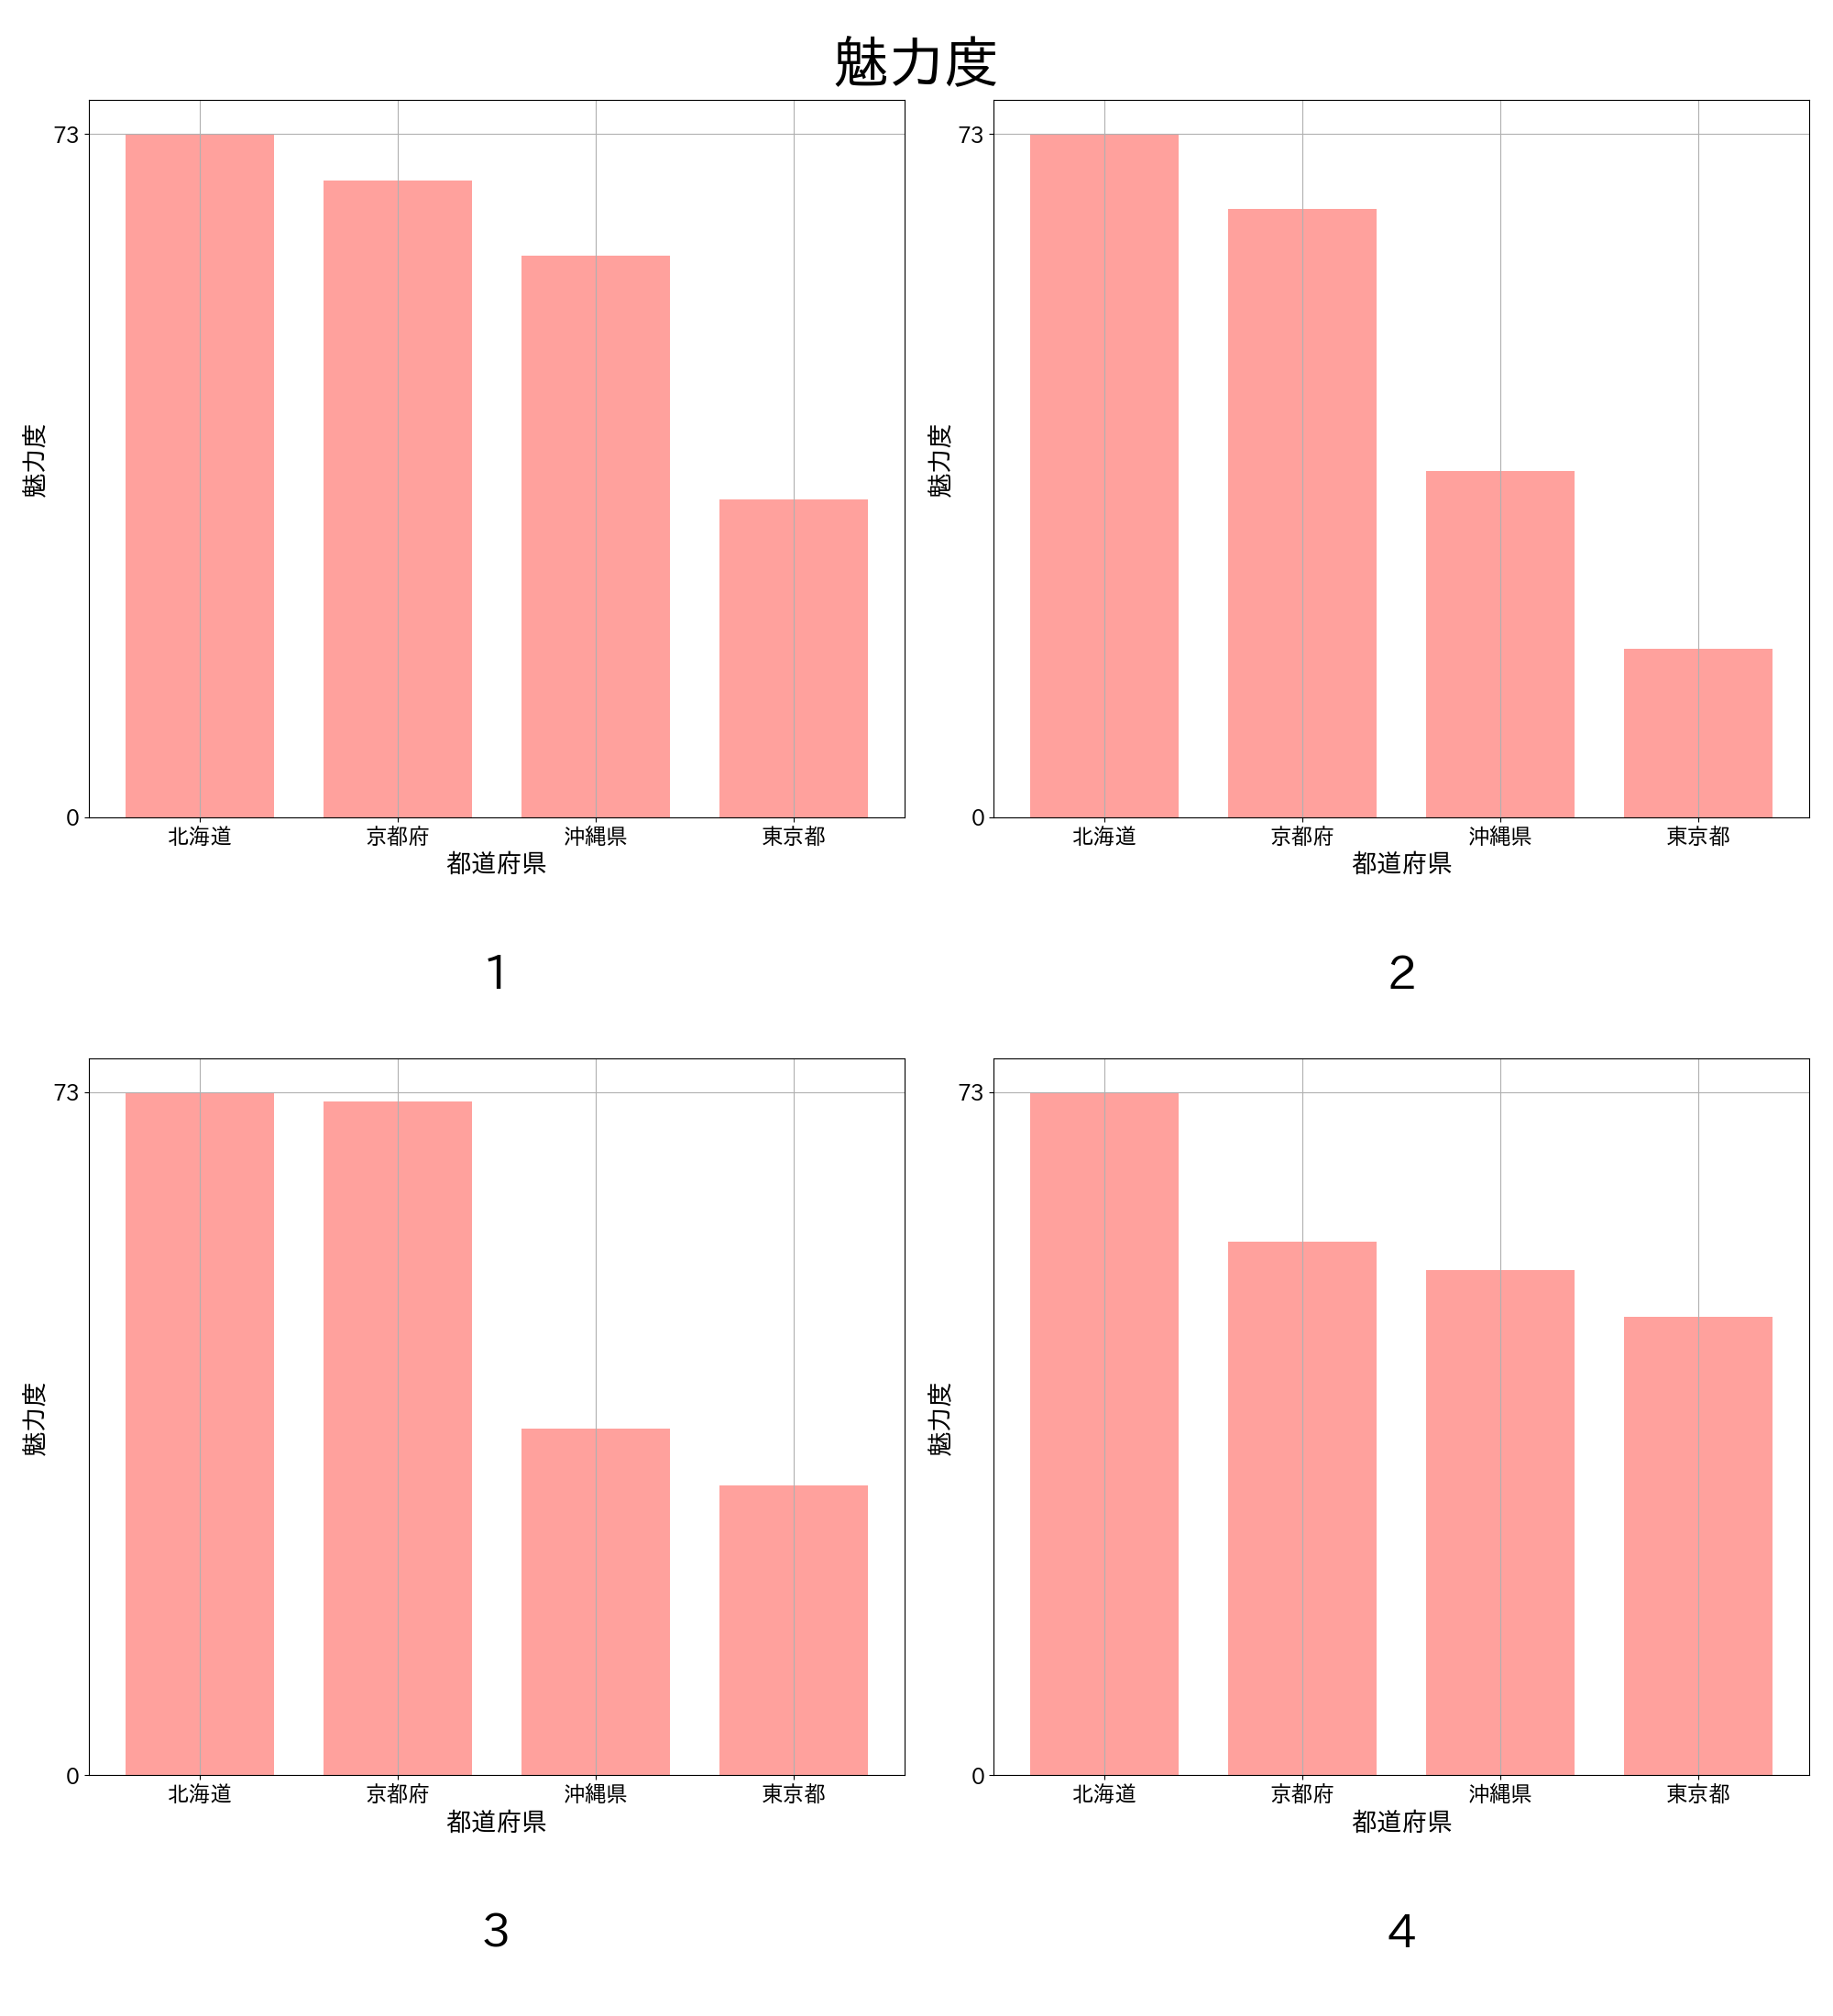 魅力度
73
魅力度
0
北海道 京都府 沖縄県 東京都
都道府県
1
73
魅力度
0
北海道 京都府 沖縄県 東京都
都道府県
2
73
魅力度
0
北海道 京都府 沖縄県 東京都
都道府県
3
73
魅力度
0
北海道 京都府 沖縄県 東京都
都道府県
4